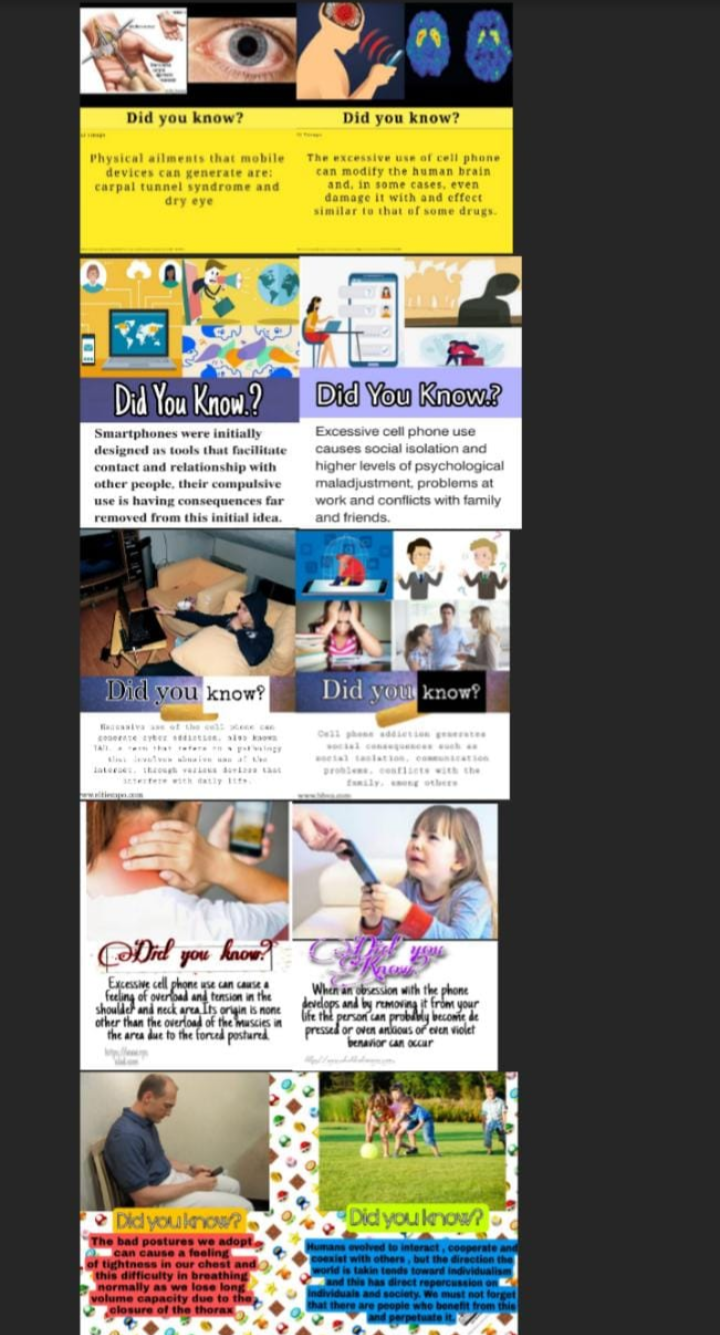 Did you know?
Physical ailments that mobile
devices can generate are:
carpal tunnel syndrome and
dry eye
Did you know?
The excessive use of cell phone
can modify the human brain
and, in some cases, even
damage it with and effect
similar to that of some drugs.
Did You Know.?
Smartphones were initially
designed as tools that facilitate
contact and relationship with
other people, their compulsive
use is having consequences far
removed from this initial idea.
Did You Know.?
Excessive cell phone use
causes social isolation and
higher levels of psychological
maladjustment, problems at
work and conflicts with family
and friends.
Did you know?
Excessive use of the cell phone can
generate cyber addiction, also known
IAD, a term that refers to a pathology
that involves abusive use of the
internet, through various devices that
interfere with daily life.
www.eltiempo.com
Did you know?
Cell phone addiction generates
social consequences such as
social isolation, communication
problems, conflicts with the
family, among others
Did you know?
Excessive cell phone use can cause a
feeling of overload and tension in the
shoulder and neck area. Its origin is none
other than the overload of the muscies in
the area due to the forced postured.
Did you
Know?
When an obsession with the phone
develops and by removing it from your
life the person can probably become de
pressed or oven anxious or even violet
behavior can occur
Did you know?
The bad postures we adopt
can cause a feeling
of tightness in our chest and
this difficulty in breathing
normally as we lose long
volume capacity due to the
closure of the thorax
Did you know?
Humans evolved to interact , cooperate and
coexist with others , but the direction the
world is takin tends toward individualism
and this has direct repercussion on
individuals and society. We must not forget
that there are people who benefit from this
and perpetuate it.